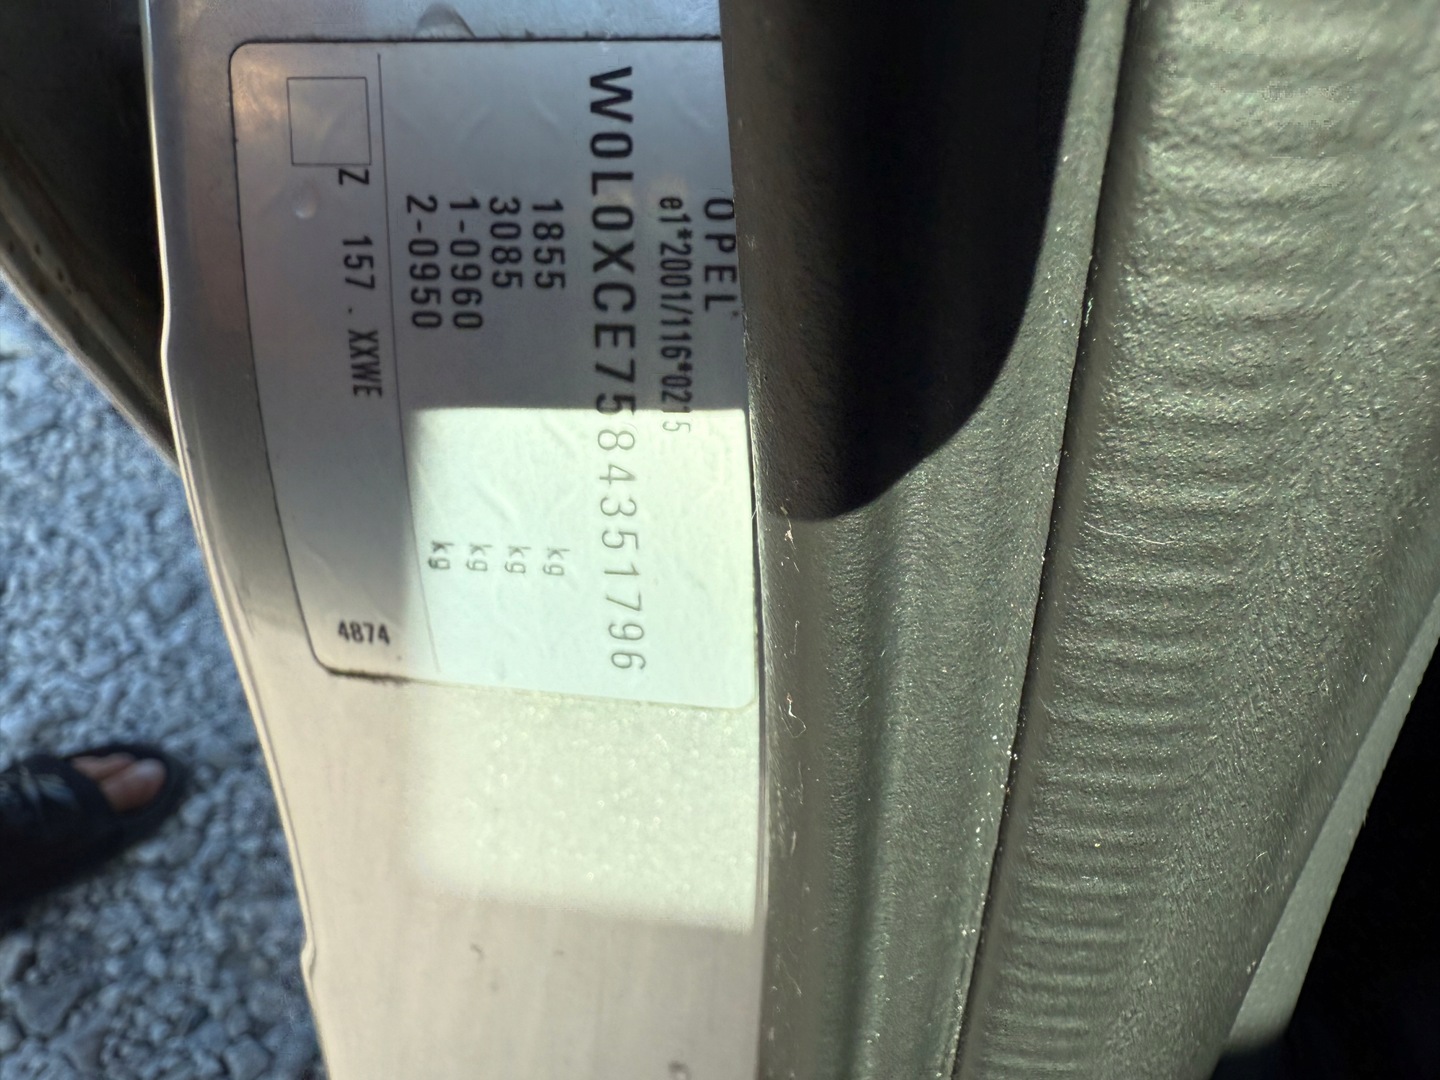 OPEL
e1*2001/116*0215
W0L0XCE7584351796
1855 kg
3085 kg
1-0960 kg
2-0950 kg
Z 157 - XXWE 4874